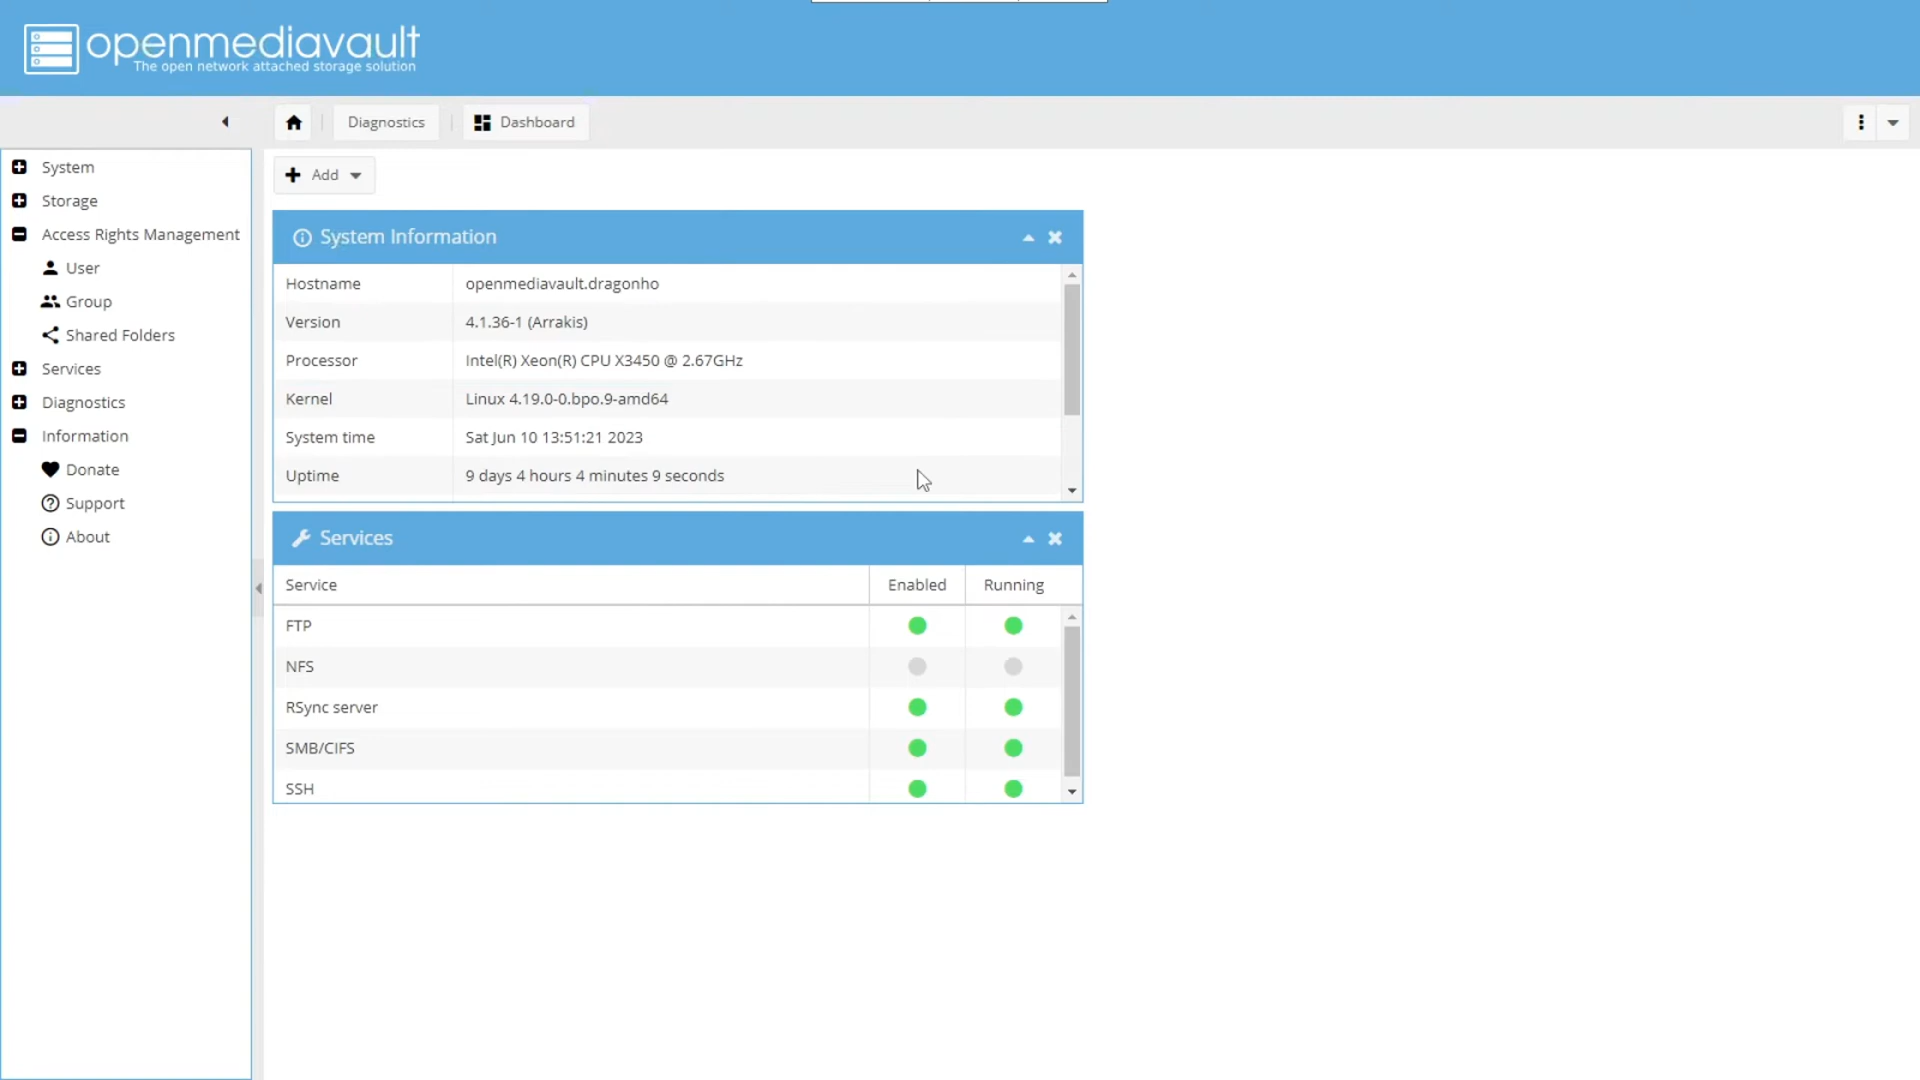 openmediavault
The open network attached storage solution
Diagnostics
Dashboard
System
Storage
Access Rights Management
User
Group
Shared Folders
Services
Diagnostics
Information
Donate
Support
About
Add
System Information
Hostname openmediavault.dragonho
Version 4.1.36-1 (Arrakis)
Processor Intel(R) Xeon(R) CPU X3450 @ 2.67GHz
Kernel Linux 4.19.0-0.bpo.9-amd64
System time Sat Jun 10 13:51:21 2023
Uptime 9 days 4 hours 4 minutes 9 seconds
Services
Service Enabled Running
FTP
NFS
RSync server
SMB/CIFS
SSH